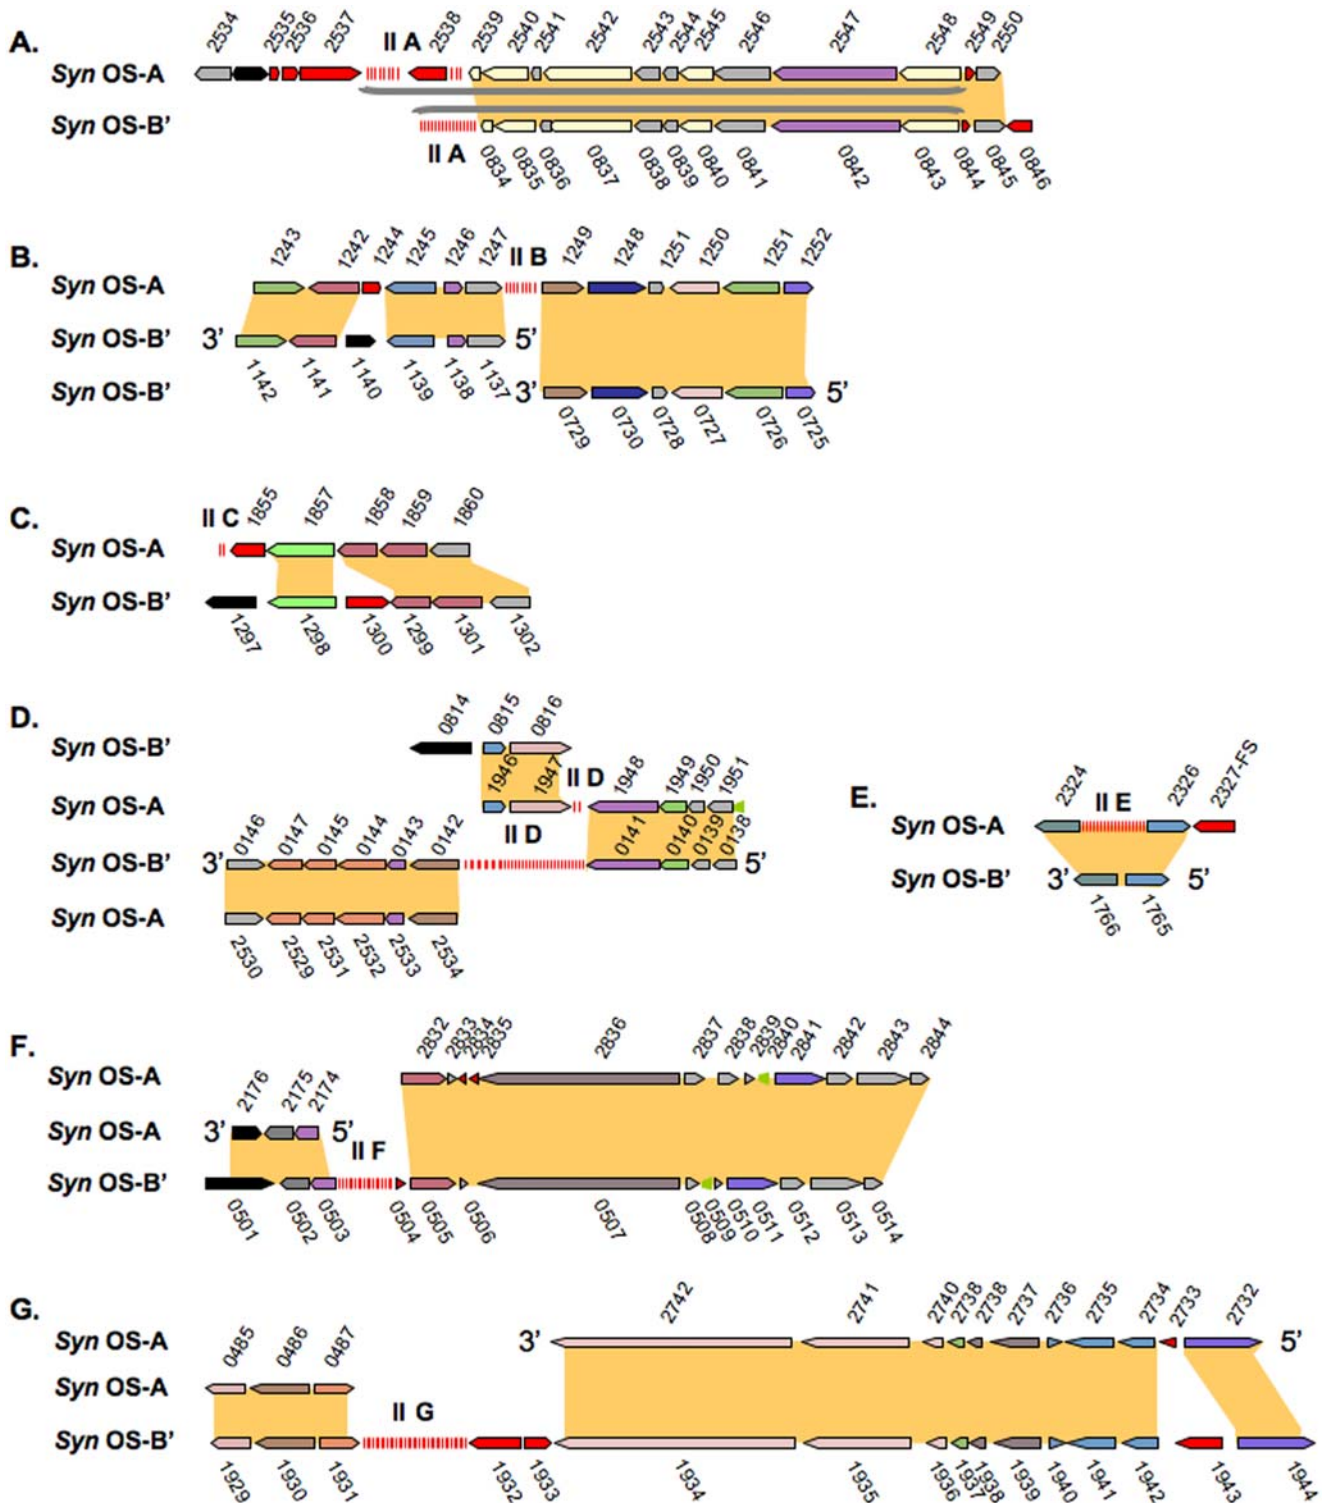 A.
2534 2535 2536 2537 II A 2538 2539 2540 2541 2542 2543 2544 2545 2546 2547 2548 2549 2550
Syn OS-A
Syn OS-B'
II A 0834 0835 0836 0837 0838 0839 0840 0841 0842 0843 0844 0845 0846
B.
1243 1242 1244 1245 1246 1247 II B 1249 1248 1251 1250 1251 1252
Syn OS-A
Syn OS-B' 3' 5'
1142 1141 1140 1139 1138 1137
Syn OS-B' 3' 5'
0729 0730 0728 0727 0726 0725
C.
II C 1855 1857 1858 1859 1860
Syn OS-A
Syn OS-B'
1297 1298 1300 1299 1301 1302
D.
0814 0815 0816
Syn OS-B'
1946 1947 II D 1948 1949 1950 1951
Syn OS-A
0146 0147 0145 0144 0143 0142 II D 0141 0140 0139 0138
Syn OS-B' 3' 5'
Syn OS-A
2530 2529 2531 2532 2533 2534
E.
2324 II E 2326 2327-FS
Syn OS-A
Syn OS-B' 3' 5'
1766 1765
F.
2832 2833 2834 2835 2836 2837 2838 2839 2840 2841 2842 2843 2844
Syn OS-A
2176 2175 2174
Syn OS-A 3' 5'
II F
Syn OS-B'
0501 0502 0503 0504 0505 0506 0507 0508 0509 0510 0511 0512 0513 0514
G.
2742 2741 2740 2738 2738 2737 2736 2735 2734 2733 2732
Syn OS-A 3' 5'
0485 0486 0487
Syn OS-A
II G
Syn OS-B'
1929 1930 1931 1932 1933 1934 1935 1936 1937 1938 1939 1940 1941 1942 1943 1944